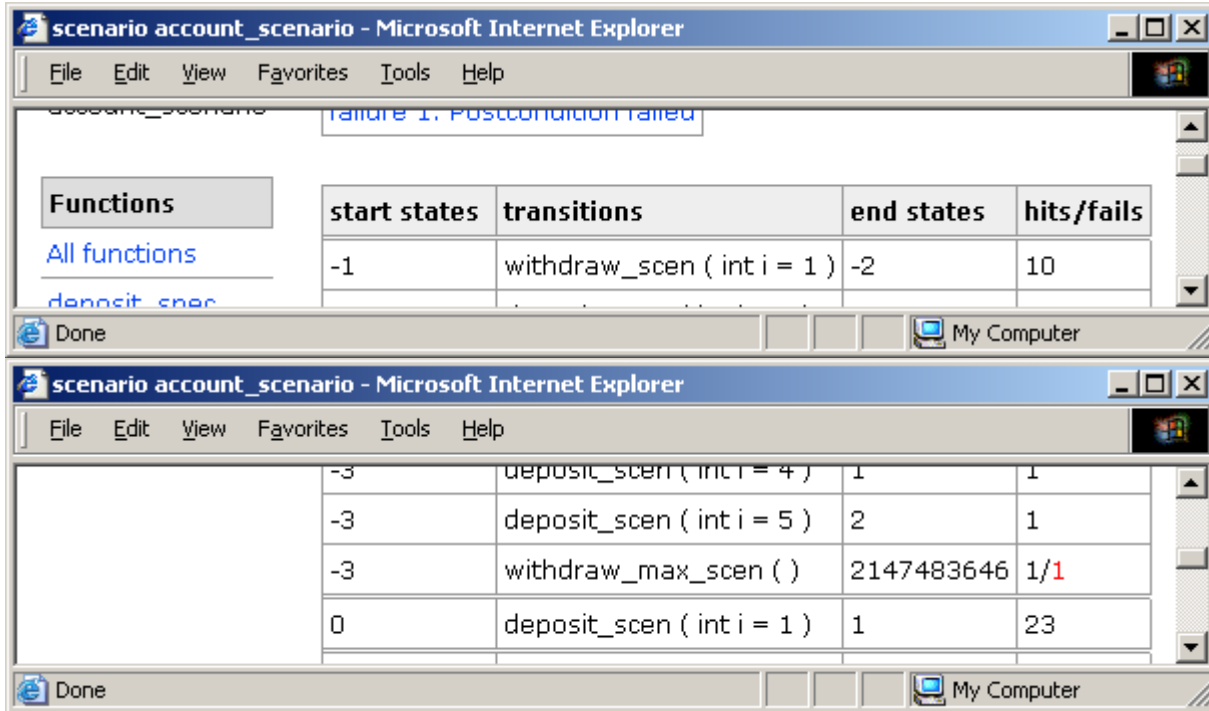 scenario account_scenario - Microsoft Internet Explorer
File Edit View Favorites Tools Help
account_scenario
failure 1. Postcondition failed
Functions
start states transitions end states hits/fails
All functions
-1 withdraw_scen ( int i = 1 ) -2 10
deposit_spec
Done My Computer
scenario account_scenario - Microsoft Internet Explorer
File Edit View Favorites Tools Help
-3 deposit_scen ( int i = 4 ) 1 1
-3 deposit_scen ( int i = 5 ) 2 1
-3 withdraw_max_scen ( ) 2147483646 1/1
0 deposit_scen ( int i = 1 ) 1 23
Done My Computer